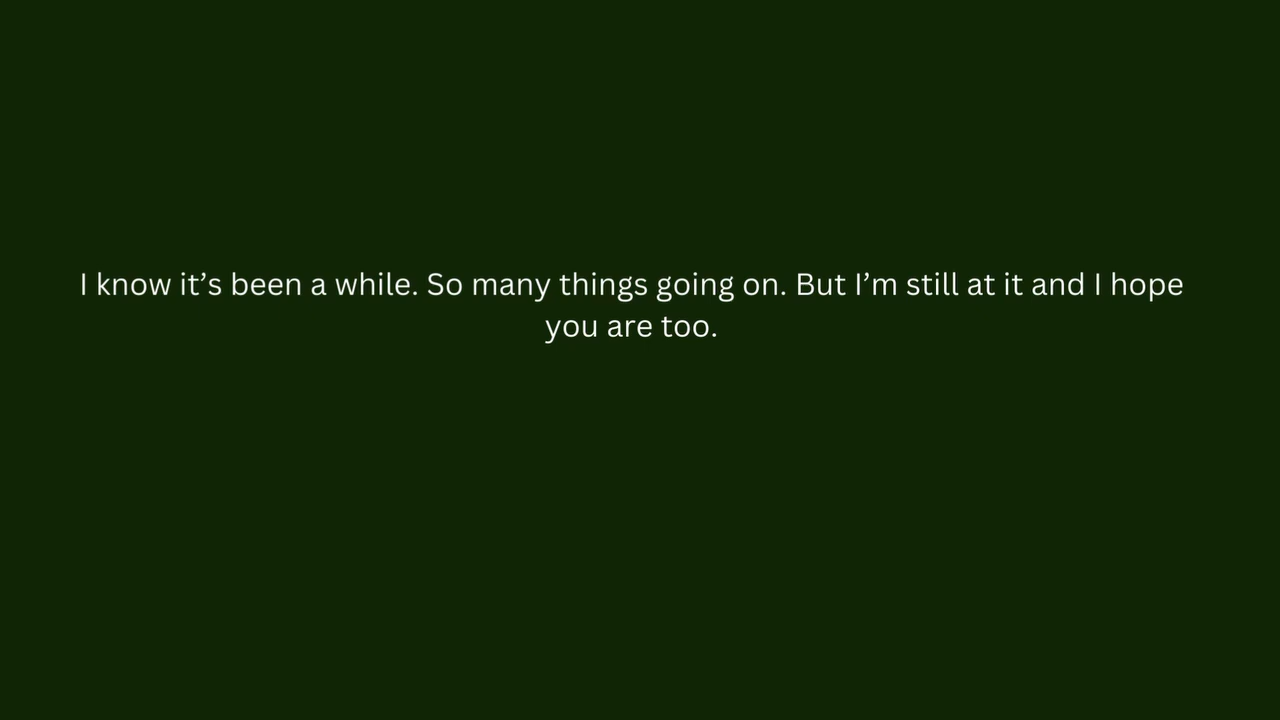 I know it’s been a while. So many things going on. But I’m still at it and I hope
you are too.